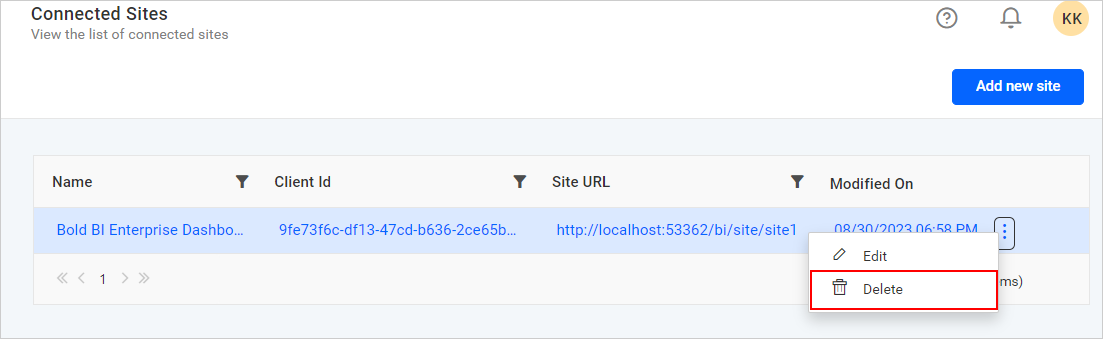 Connected Sites
View the list of connected sites
KK
Add new site
Name Client Id Site URL Modified On
Bold BI Enterprise Dashbo... 9fe73f6c-df13-47cd-b636-2ce65b... http://localhost:53362/bi/site/site1 08/30/2023 06:58 PM
Edit
1
ms)
Delete